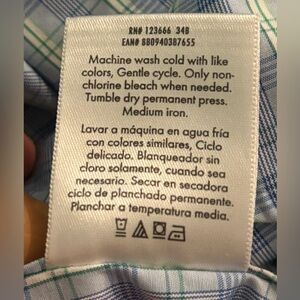 RN# 123666 34B
EAN# 880940387655
Machine wash cold with like
colors, Gentle cycle. Only non-
chlorine bleach when needed.
Tumble dry permanent press.
Medium iron.
Lavar a máquina en agua fría
con colores similares, Ciclo
delicado. Blanqueador sin
cloro solamente, cuando sea
necesario. Secar en secadora
ciclo de planchado permanente.
Planchar a temperatura media.